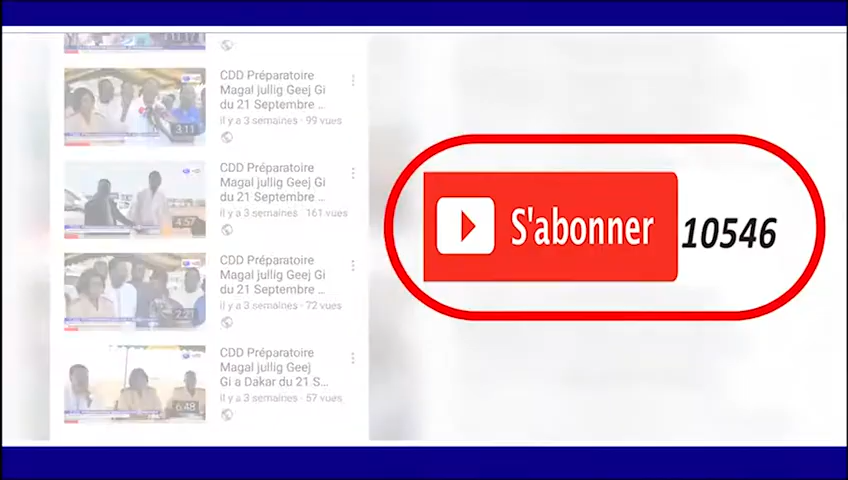 11:17
CDD Préparatoire
Magal jullig Geej Gi
du 21 Septembre ...
il y a 3 semaines · 99 vues
3:11
CDD Préparatoire
Magal jullig Geej Gi
du 21 Septembre ...
il y a 3 semaines · 161 vues
4:57
CDD Préparatoire
Magal jullig Geej Gi
du 21 Septembre ...
il y a 3 semaines · 72 vues
2:21
CDD Préparatoire
Magal jullig Geej
Gi a Dakar du 21 S...
il y a 3 semaines · 57 vues
6:48
S'abonner
10546